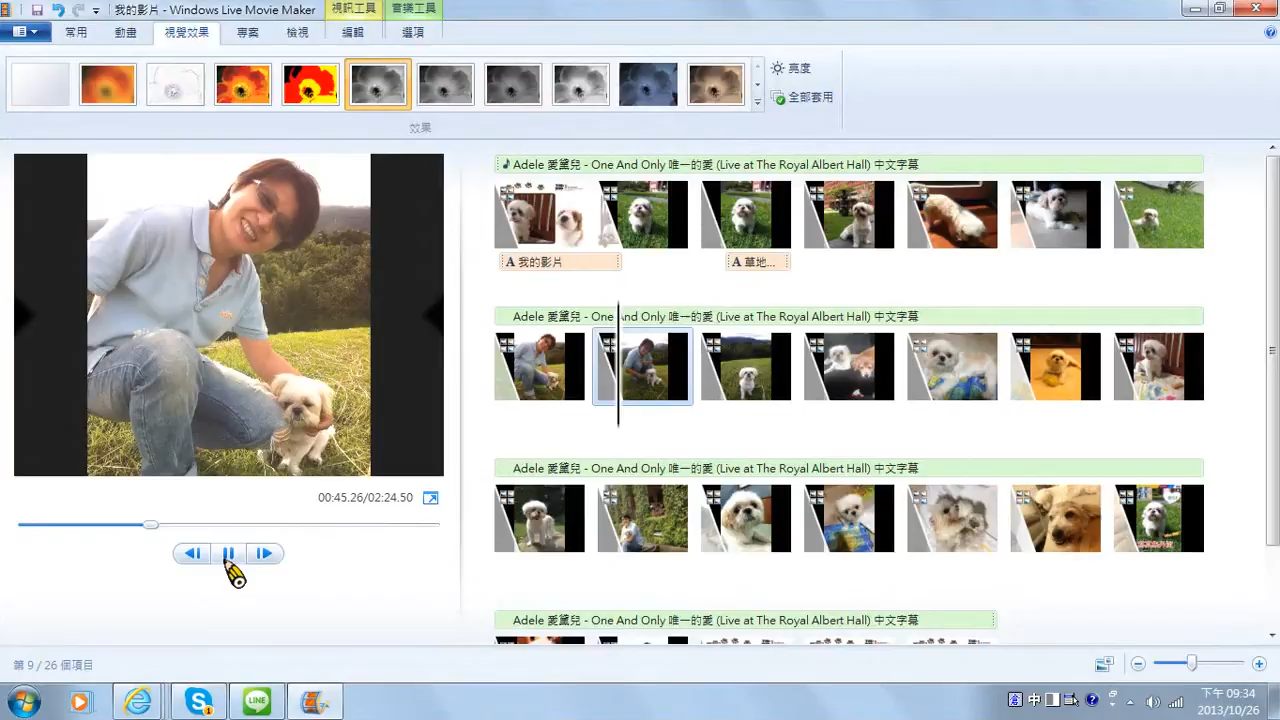 我的影片 - Windows Live Movie Maker
視訊工具
音樂工具
常用
動畫
視覺效果
專案
檢視
編輯
選項
亮度
全部套用
效果
Adele 愛黛兒 - One And Only 唯一的愛 (Live at The Royal Albert Hall) 中文字幕
A 我的影片
A 草地...
Adele 愛黛兒 - One And Only 唯一的愛 (Live at The Royal Albert Hall) 中文字幕
00:45.26/02:24.50
Adele 愛黛兒 - One And Only 唯一的愛 (Live at The Royal Albert Hall) 中文字幕
Adele 愛黛兒 - One And Only 唯一的愛 (Live at The Royal Albert Hall) 中文字幕
第 9 / 26 個項目
LINE
中
下午 09:34
2013/10/26